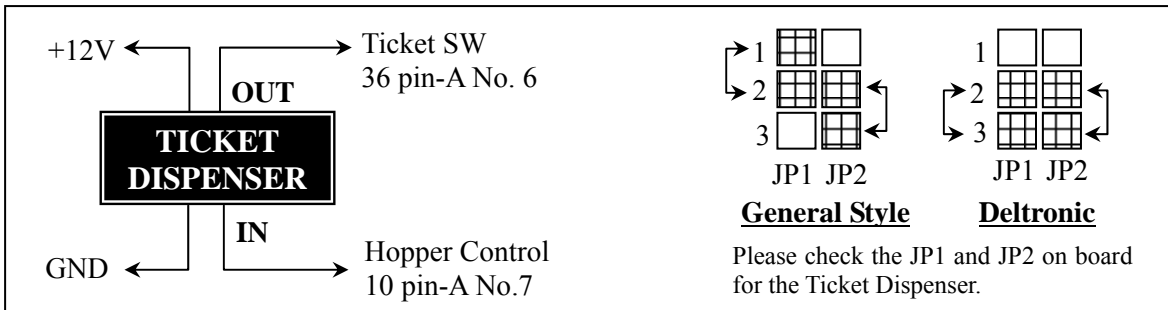 +12V
Ticket SW
36 pin-A No. 6
OUT
TICKET
DISPENSER
IN
GND
Hopper Control
10 pin-A No.7
1
2
3
JP1 JP2
General Style
1
2
3
JP1 JP2
Deltronic
Please check the JP1 and JP2 on board
for the Ticket Dispenser.